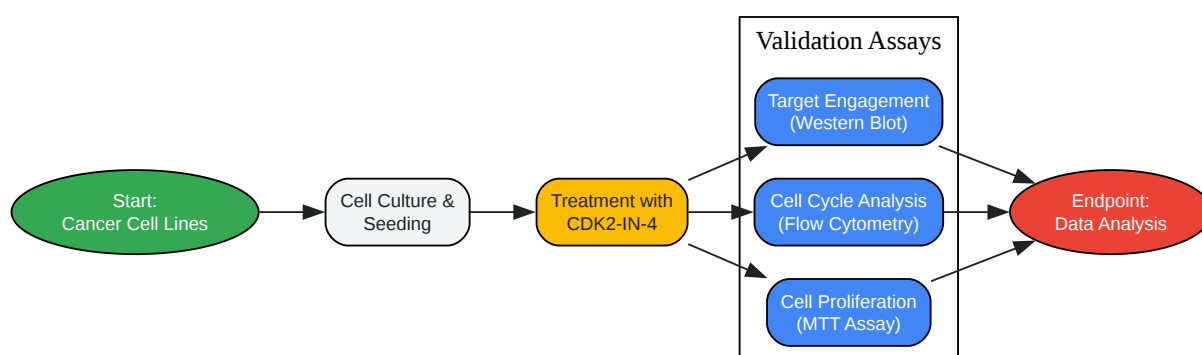 Start:
Cancer Cell Lines
Cell Culture &
Seeding
Treatment with
CDK2-IN-4
Validation Assays
Target Engagement
(Western Blot)
Cell Cycle Analysis
(Flow Cytometry)
Cell Proliferation
(MTT Assay)
Endpoint:
Data Analysis